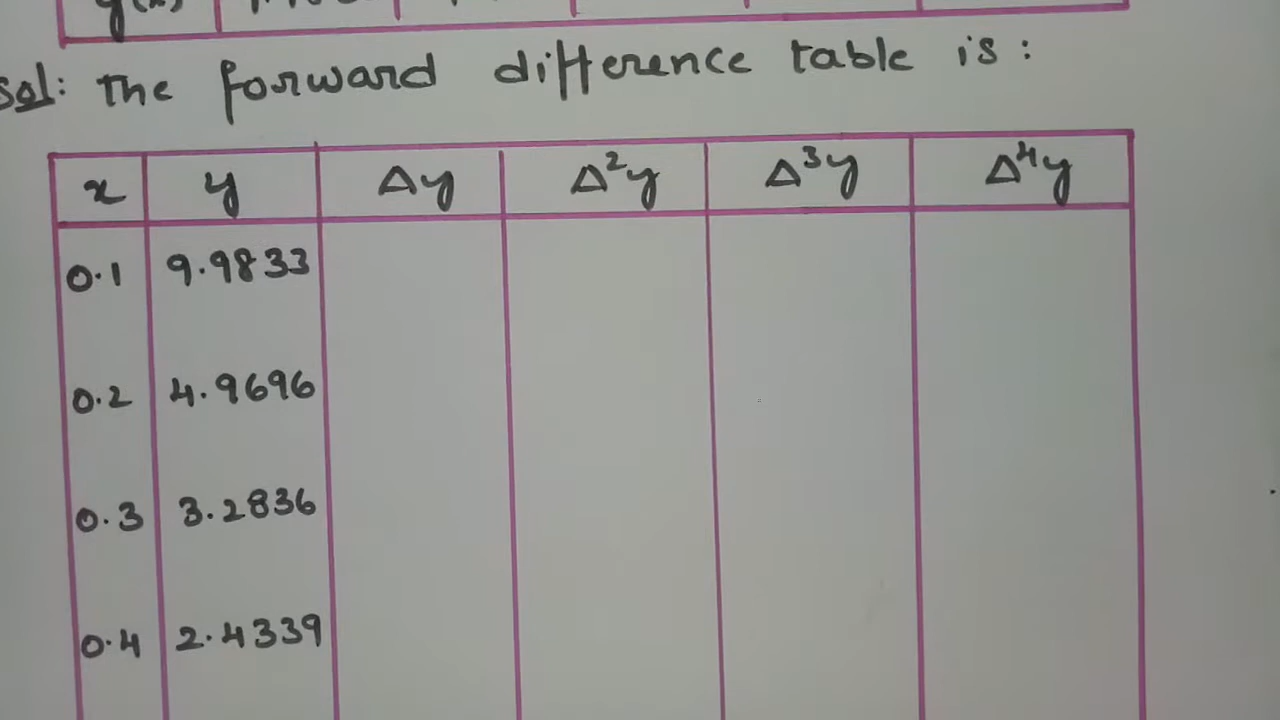 y(x)
Sol: The forward difference table is:
x y Δy Δ²y Δ³y Δ⁴y
0.1 9.9833
0.2 4.9696
0.3 3.2836
0.4 2.4339